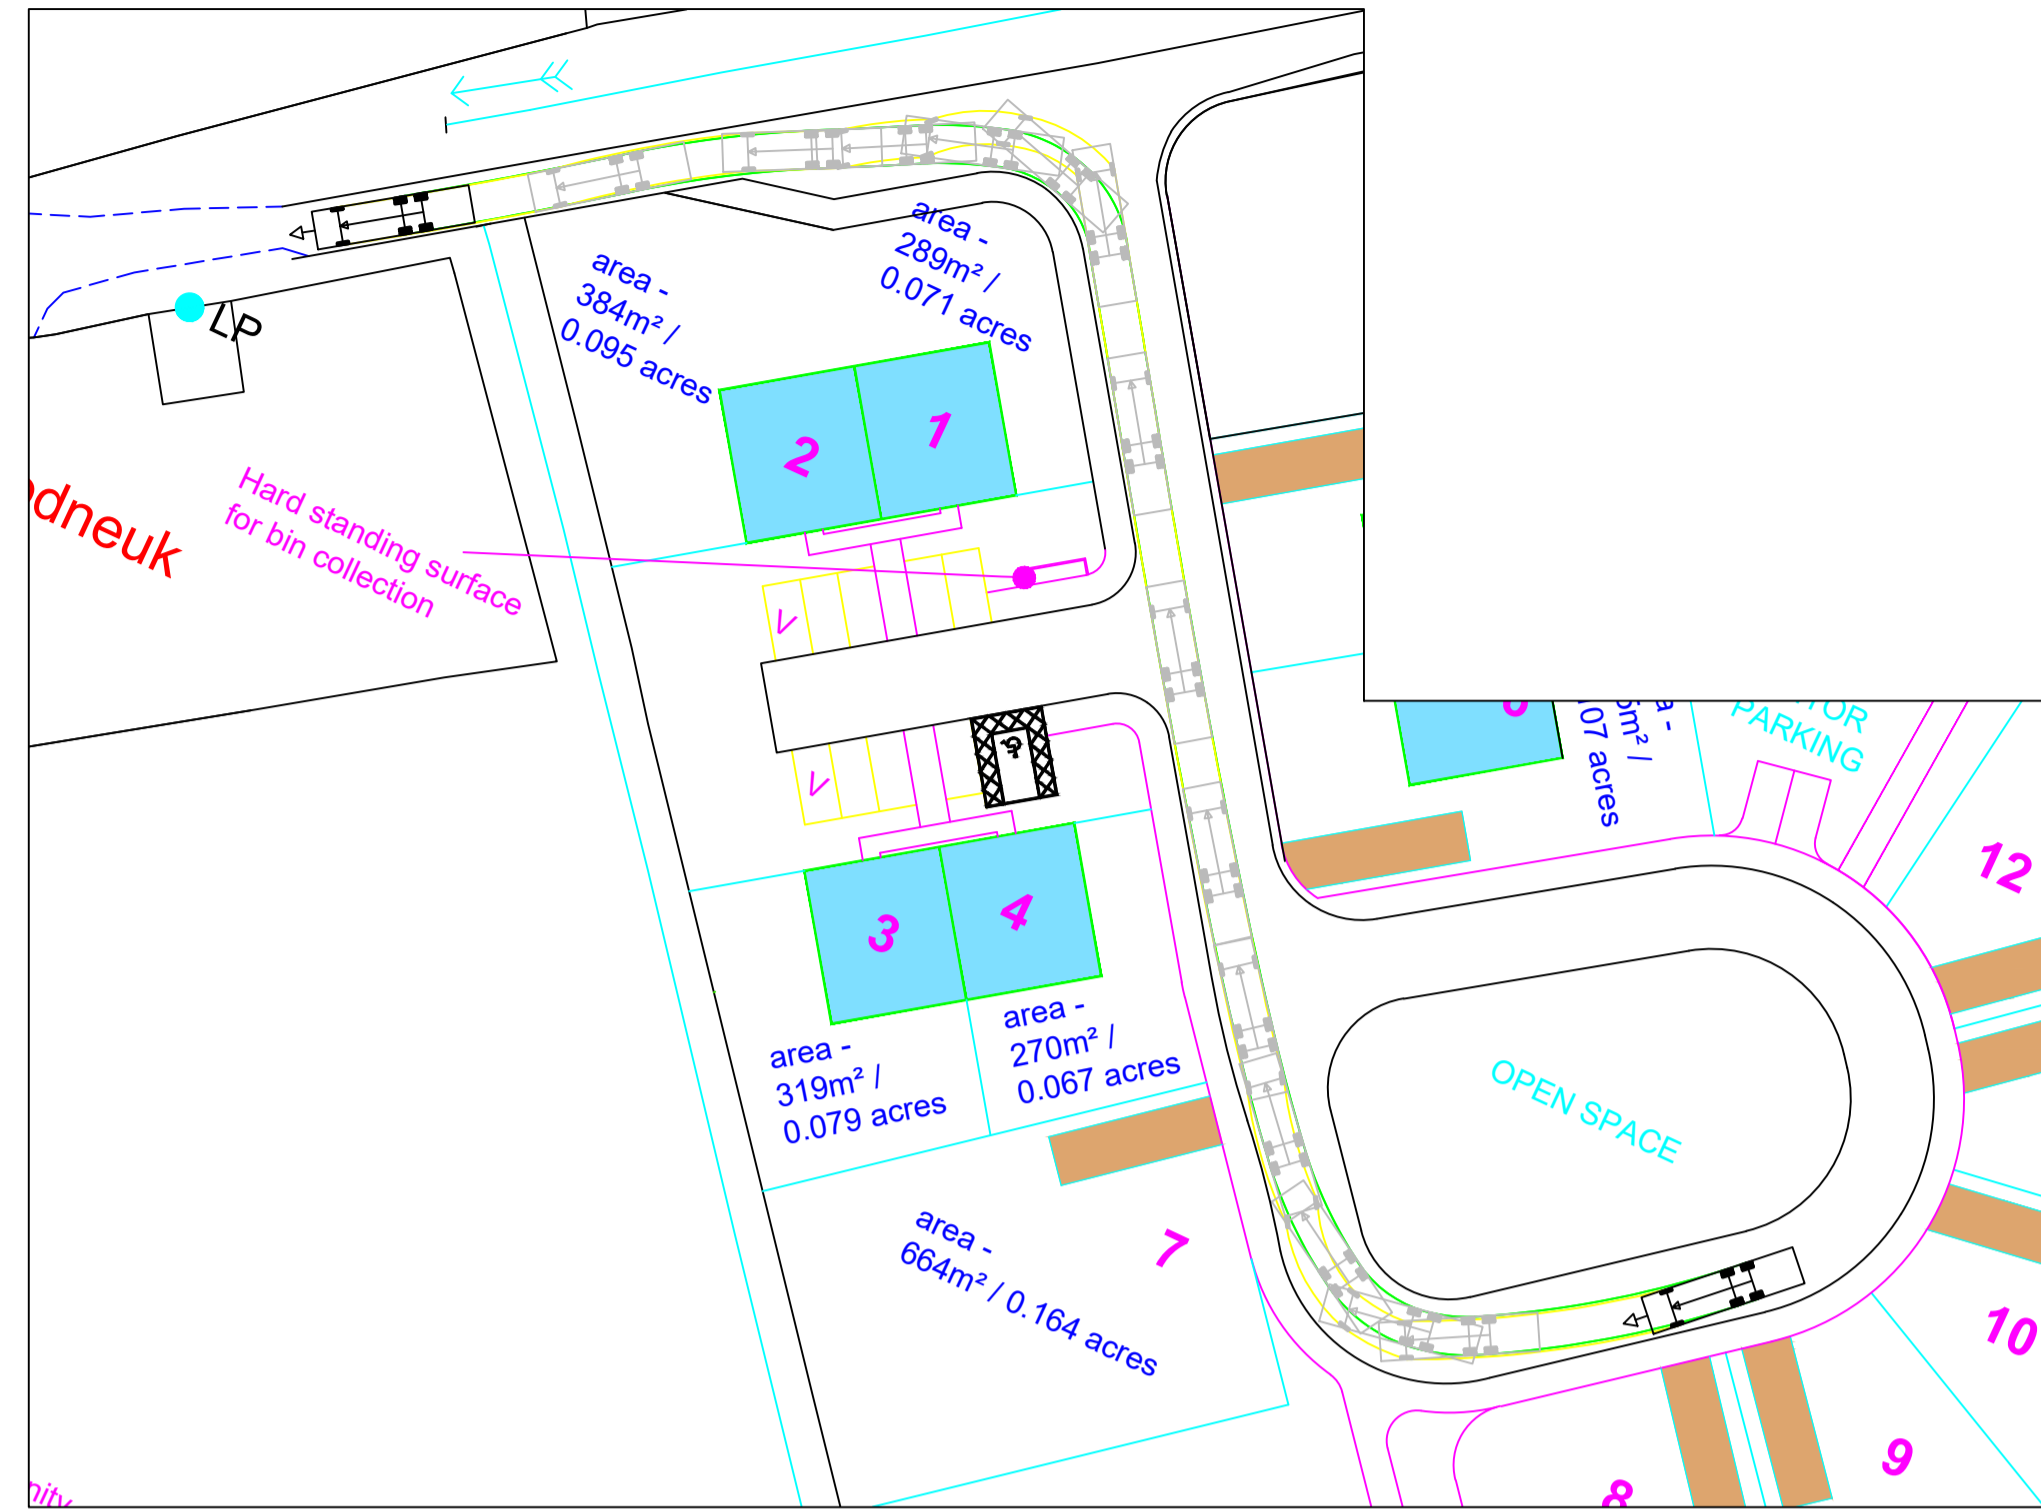 area -
289m² /
0.071 acres
area -
384m² /
0.095 acres
LP
2
1
Hard standing surface
for bin collection
V
V
PARKING
12
3
4
area -
270m² /
0.067 acres
area -
319m² /
0.079 acres
OPEN SPACE
7
area -
664m² / 0.164 acres
10
9
8